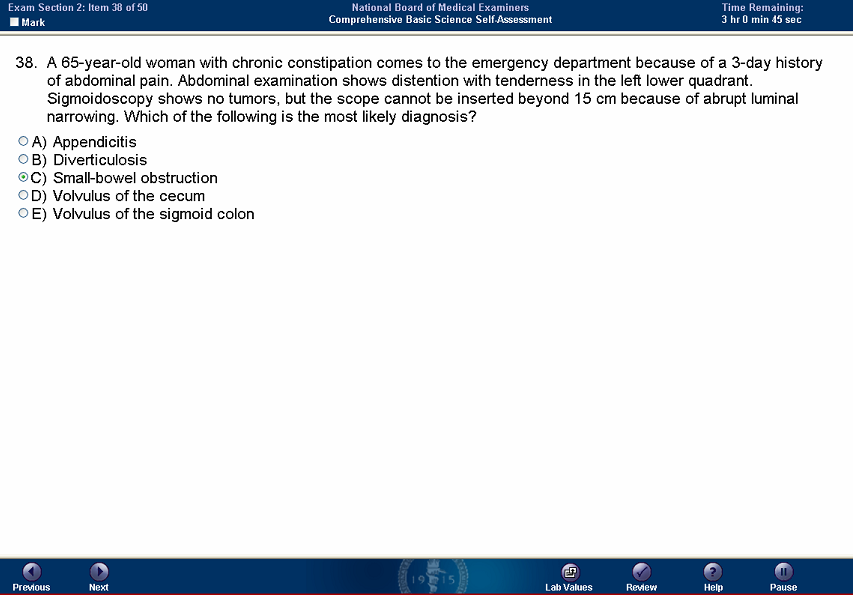 Exam Section 2: Item 38 of 50
National Board of Medical Examiners
Time Remaining:
Mark
Comprehensive Basic Science Self-Assessment
3 hr 0 min 45 sec
38. A 65-year-old woman with chronic constipation comes to the emergency department because of a 3-day history
of abdominal pain. Abdominal examination shows distention with tenderness in the left lower quadrant.
Sigmoidoscopy shows no tumors, but the scope cannot be inserted beyond 15 cm because of abrupt luminal
narrowing. Which of the following is the most likely diagnosis?
A) Appendicitis
B) Diverticulosis
C) Small-bowel obstruction
D) Volvulus of the cecum
E) Volvulus of the sigmoid colon
1915
Previous
Next
Lab Values
Review
Help
Pause